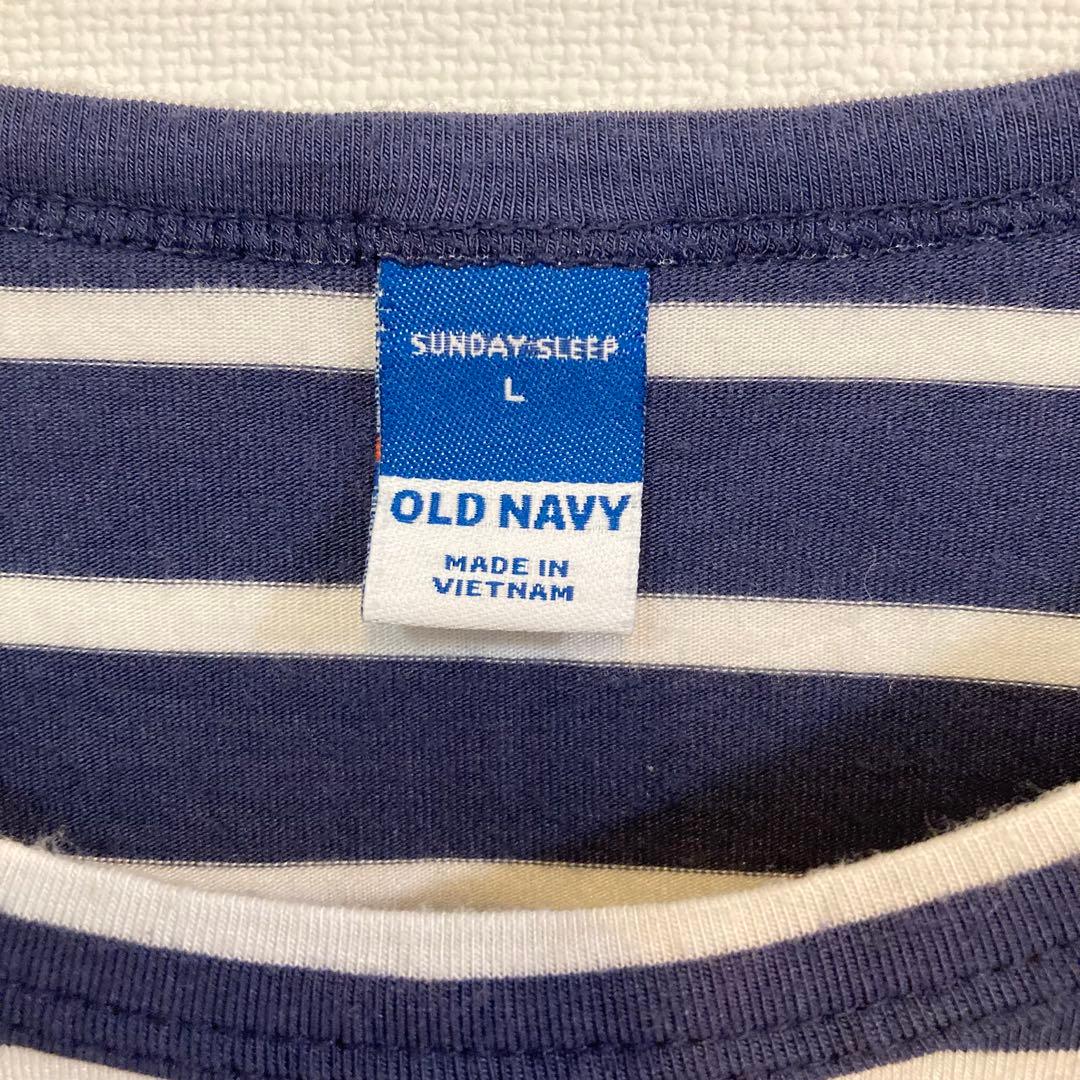 SUNDAY SLEEP
L
OLD NAVY
MADE IN
VIETNAM